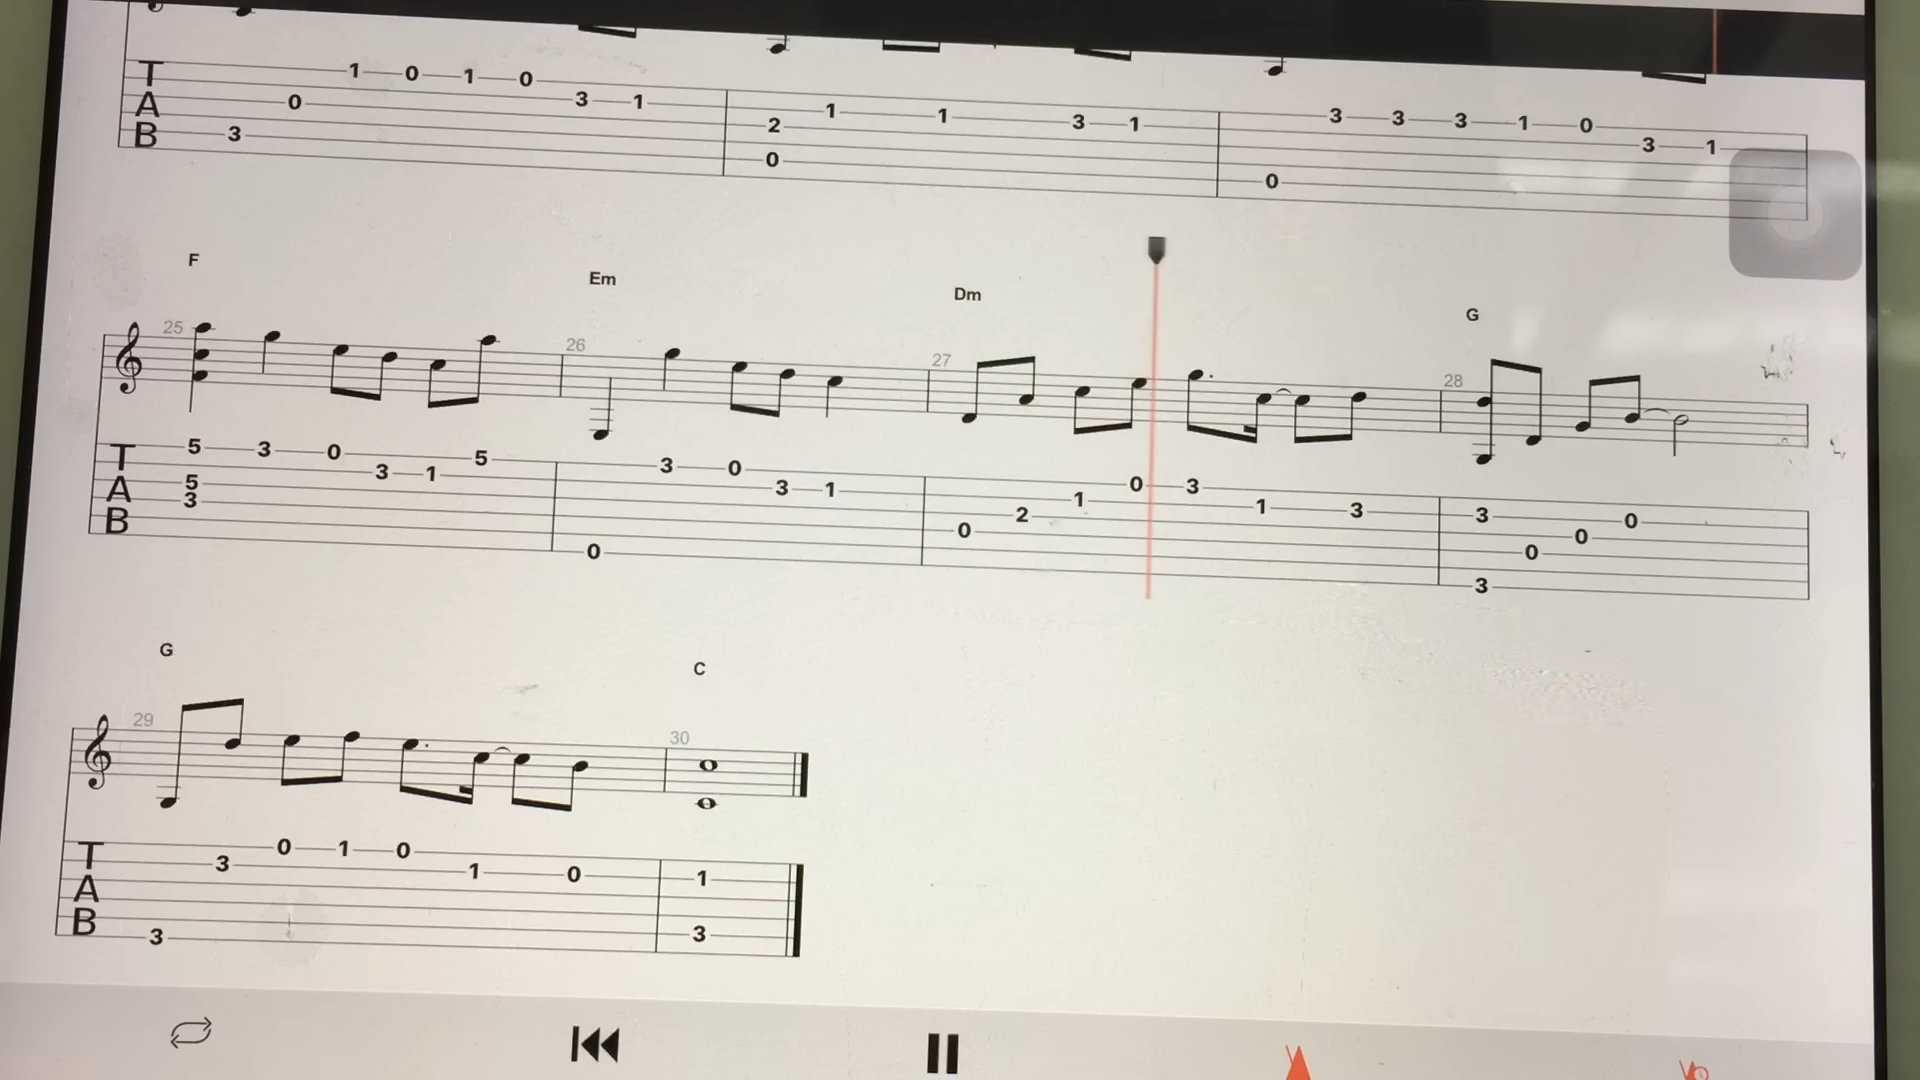 T 1 0 1 0
A 0 3 1 2 1 1 3 1 3 3 3 1 0
B 3 0 0 3 1
F Em Dm G
25 26 27 28
T 5 3 0 5 3 0 0 3
A 5 3 1 3 1 2 1 1 3 3 0
B 3 0 0 0 0 3
G C
29 30
T 3 0 1 0 1 0 1
A
B 3 3